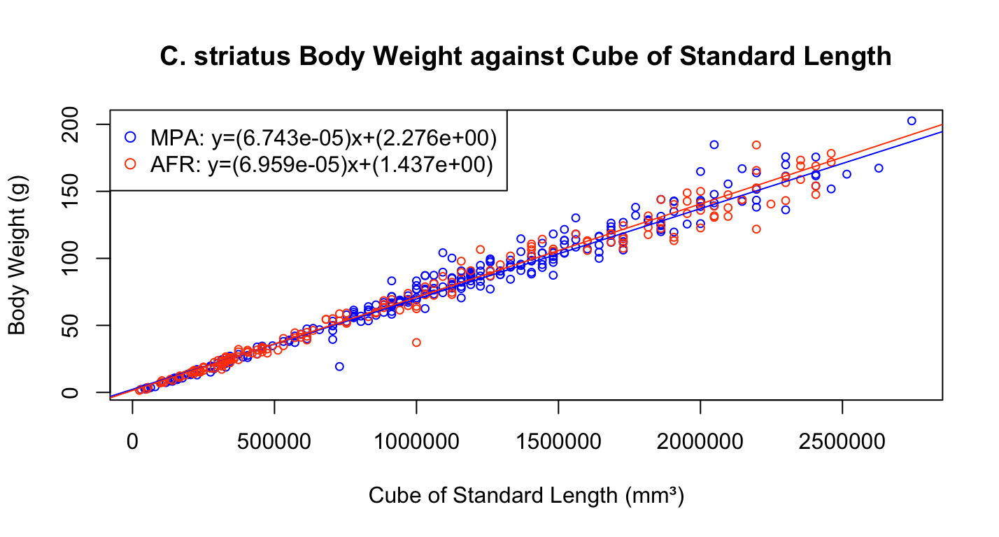 C. striatus Body Weight against Cube of Standard Length
MPA: y=(6.743e-05)x+(2.276e+00)
AFR: y=(6.959e-05)x+(1.437e+00)
Body Weight (g)
200
150
100
50
0
0 500000 1000000 1500000 2000000 2500000
Cube of Standard Length (mm³)